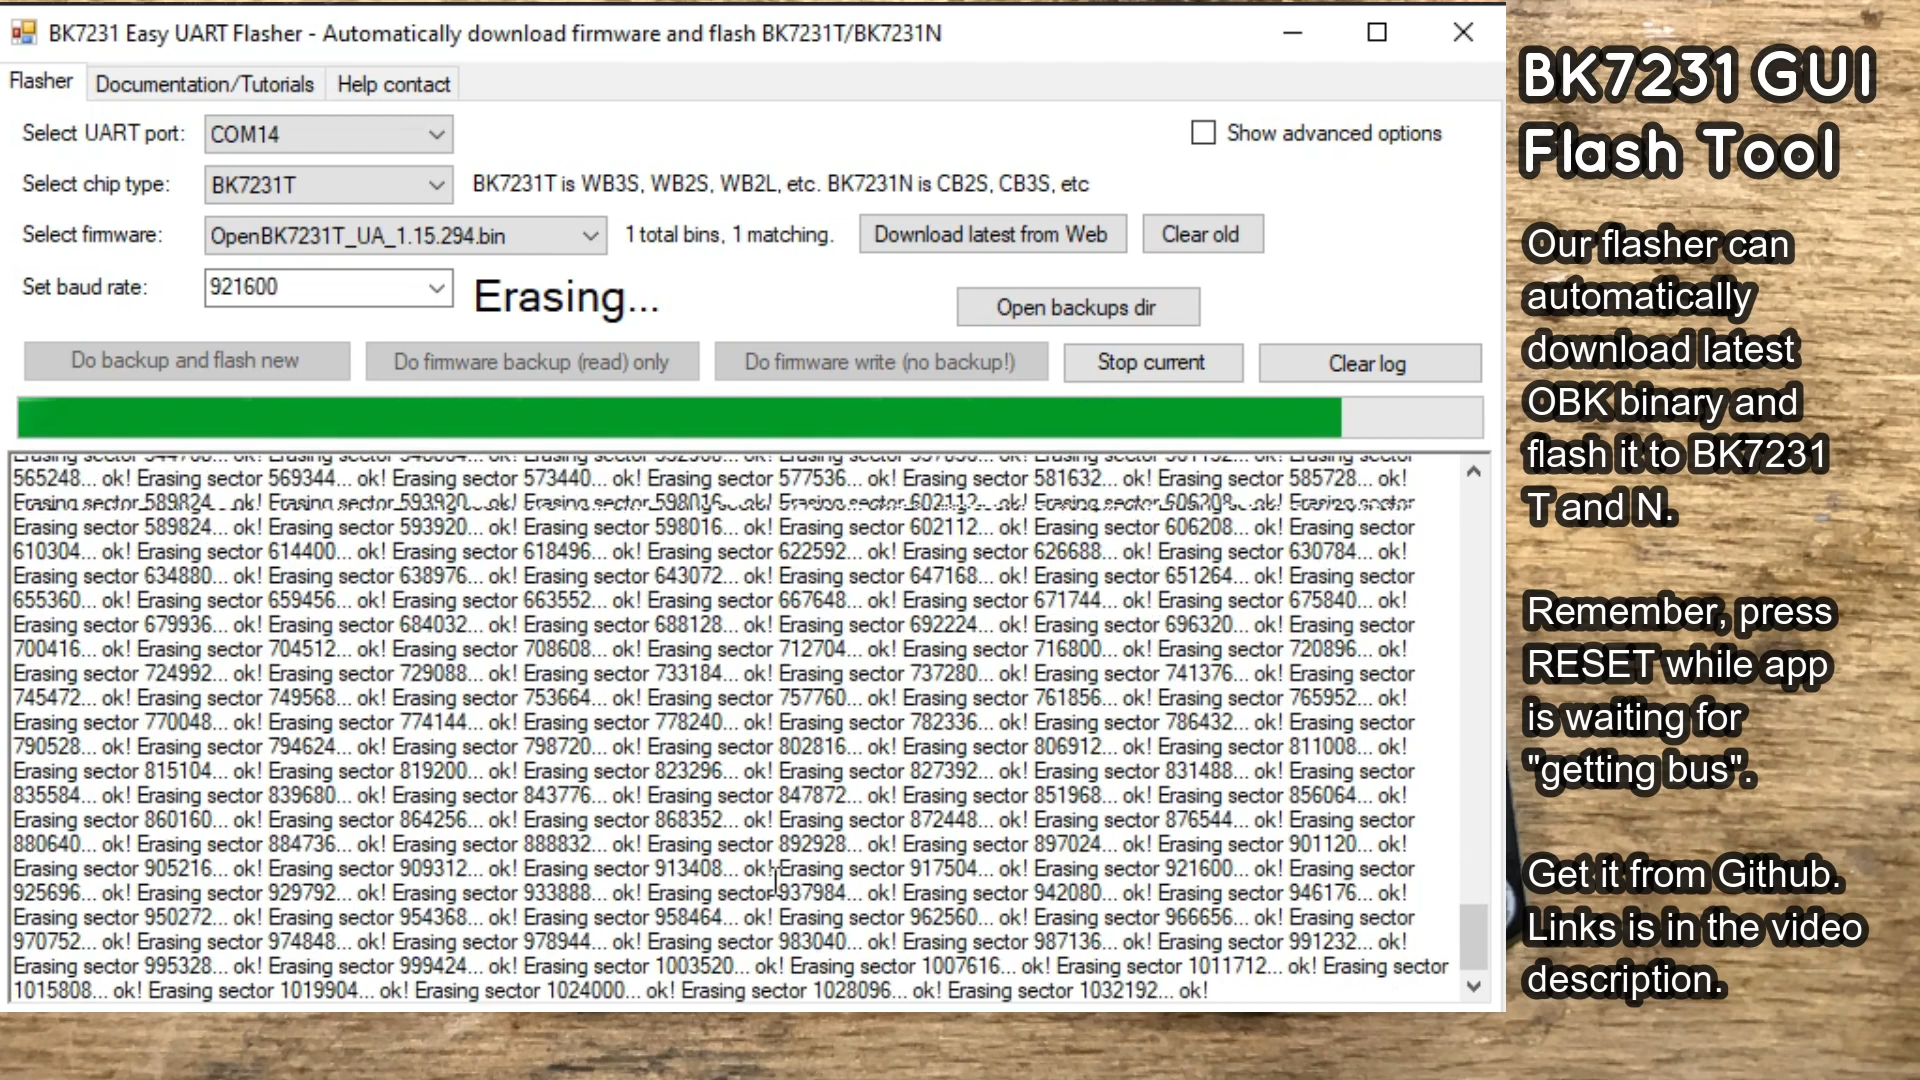 BK7231 Easy UART Flasher - Automatically download firmware and flash BK7231T/BK7231N
Flasher
Documentation/Tutorials
Help contact
Select UART port:
COM14
Show advanced options
Select chip type:
BK7231T
BK7231T is WB3S, WB2S, WB2L, etc. BK7231N is CB2S, CB3S, etc
Select firmware:
OpenBK7231T_UA_1.15.294.bin
1 total bins, 1 matching.
Download latest from Web
Clear old
Set baud rate:
921600
Erasing...
Open backups dir
Do backup and flash new
Do firmware backup (read) only
Do firmware write (no backup!)
Stop current
Clear log
565248... ok! Erasing sector 569344... ok! Erasing sector 573440... ok! Erasing sector 577536... ok! Erasing sector 581632... ok! Erasing sector 585728... ok!
Erasing sector 589824... ok! Erasing sector 593920... ok! Erasing sector 598016... ok! Erasing sector 602112... ok! Erasing sector 606208... ok! Erasing sector
Erasing sector 589824... ok! Erasing sector 593920... ok! Erasing sector 598016... ok! Erasing sector 602112... ok! Erasing sector 606208... ok! Erasing sector
610304... ok! Erasing sector 614400... ok! Erasing sector 618496... ok! Erasing sector 622592... ok! Erasing sector 626688... ok! Erasing sector 630784... ok!
Erasing sector 634880... ok! Erasing sector 638976... ok! Erasing sector 643072... ok! Erasing sector 647168... ok! Erasing sector 651264... ok! Erasing sector
655360... ok! Erasing sector 659456... ok! Erasing sector 663552... ok! Erasing sector 667648... ok! Erasing sector 671744... ok! Erasing sector 675840... ok!
Erasing sector 679936... ok! Erasing sector 684032... ok! Erasing sector 688128... ok! Erasing sector 692224... ok! Erasing sector 696320... ok! Erasing sector
700416... ok! Erasing sector 704512... ok! Erasing sector 708608... ok! Erasing sector 712704... ok! Erasing sector 716800... ok! Erasing sector 720896... ok!
Erasing sector 724992... ok! Erasing sector 729088... ok! Erasing sector 733184... ok! Erasing sector 737280... ok! Erasing sector 741376... ok! Erasing sector
745472... ok! Erasing sector 749568... ok! Erasing sector 753664... ok! Erasing sector 757760... ok! Erasing sector 761856... ok! Erasing sector 765952... ok!
Erasing sector 770048... ok! Erasing sector 774144... ok! Erasing sector 778240... ok! Erasing sector 782336... ok! Erasing sector 786432... ok! Erasing sector
790528... ok! Erasing sector 794624... ok! Erasing sector 798720... ok! Erasing sector 802816... ok! Erasing sector 806912... ok! Erasing sector 811008... ok!
Erasing sector 815104... ok! Erasing sector 819200... ok! Erasing sector 823296... ok! Erasing sector 827392... ok! Erasing sector 831488... ok! Erasing sector
835584... ok! Erasing sector 839680... ok! Erasing sector 843776... ok! Erasing sector 847872... ok! Erasing sector 851968... ok! Erasing sector 856064... ok!
Erasing sector 860160... ok! Erasing sector 864256... ok! Erasing sector 868352... ok! Erasing sector 872448... ok! Erasing sector 876544... ok! Erasing sector
880640... ok! Erasing sector 884736... ok! Erasing sector 888832... ok! Erasing sector 892928... ok! Erasing sector 897024... ok! Erasing sector 901120... ok!
Erasing sector 905216... ok! Erasing sector 909312... ok! Erasing sector 913408... ok! Erasing sector 917504... ok! Erasing sector 921600... ok! Erasing sector
925696... ok! Erasing sector 929792... ok! Erasing sector 933888... ok! Erasing sector 937984... ok! Erasing sector 942080... ok! Erasing sector 946176... ok!
Erasing sector 950272... ok! Erasing sector 954368... ok! Erasing sector 958464... ok! Erasing sector 962560... ok! Erasing sector 966656... ok! Erasing sector
970752... ok! Erasing sector 974848... ok! Erasing sector 978944... ok! Erasing sector 983040... ok! Erasing sector 987136... ok! Erasing sector 991232... ok!
Erasing sector 995328... ok! Erasing sector 999424... ok! Erasing sector 1003520... ok! Erasing sector 1007616... ok! Erasing sector 1011712... ok! Erasing sector
1015808... ok! Erasing sector 1019904... ok! Erasing sector 1024000... ok! Erasing sector 1028096... ok! Erasing sector 1032192... ok!
BK7231 GUI
Flash Tool
Our flasher can
automatically
download latest
OBK binary and
flash it to BK7231
T and N.
Remember, press
RESET while app
is waiting for
"getting bus".
Get it from Github.
Links is in the video
description.